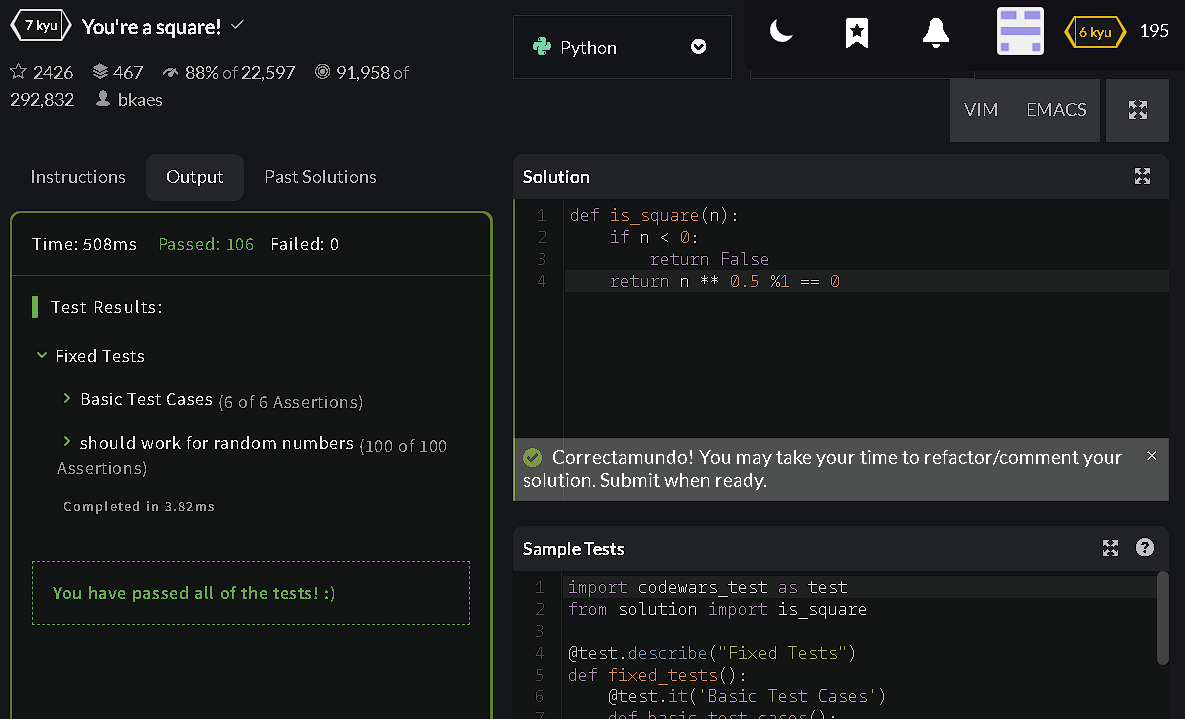 7 kyu You're a square!
2426 467 88% of 22,597 91,958 of
292,832 bkaes
Python
6 kyu 195
VIM EMACS
Instructions Output Past Solutions
Time: 508ms Passed: 106 Failed: 0
Test Results:
Fixed Tests
Basic Test Cases (6 of 6 Assertions)
should work for random numbers (100 of 100
Assertions)
Completed in 3.82ms
You have passed all of the tests! :)
Solution
1 def is_square(n):
2 if n < 0:
3 return False
4 return n ** 0.5 %1 == 0
Correctamundo! You may take your time to refactor/comment your
solution. Submit when ready.
Sample Tests
1 import codewars_test as test
2 from solution import is_square
3
4 @test.describe("Fixed Tests")
5 def fixed_tests():
6 @test.it('Basic Test Cases')
7 def basic_test_cases():